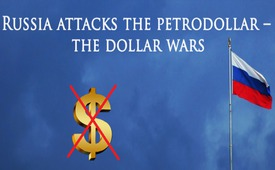 RUSSIA ATTACKS THE PETRODOLLAR –
THE DOLLAR WARS
$